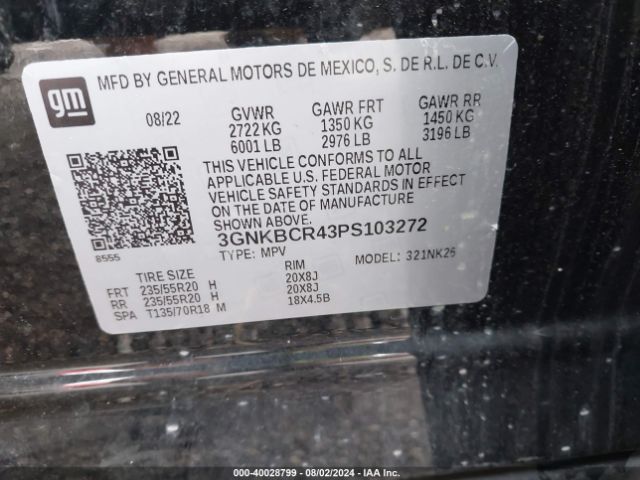 MFD BY GENERAL MOTORS DE MEXICO, S. DE R.L. DE C.V.
gm
08/22 GVWR GAWR FRT GAWR RR
2722 KG 1350 KG 1450 KG
6001 LB 2976 LB 3196 LB
THIS VEHICLE CONFORMS TO ALL
APPLICABLE U.S. FEDERAL MOTOR
VEHICLE SAFETY STANDARDS IN EFFECT
ON THE DATE OF MANUFACTURE
SHOWN ABOVE.
3GNKBCR43PS103272
8555
TYPE: MPV MODEL: 321NK26
TIRE SIZE RIM
FRT 235/55R20 H 20X8J
RR 235/55R20 H 20X8J
SPA T135/70R18 M 18X4.5B
000-40028799 - 08/02/2024 - IAA Inc.